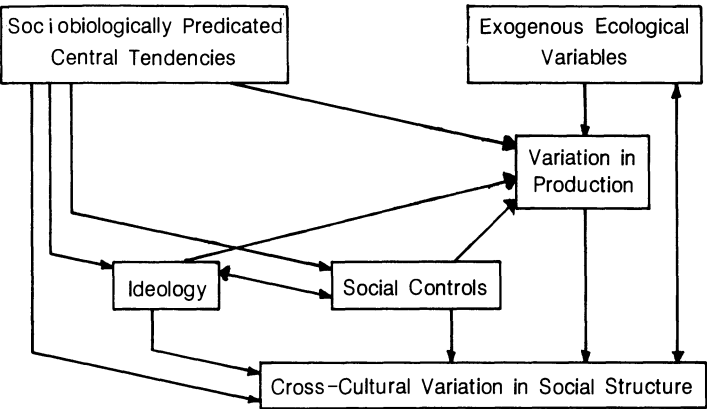 Sociobiologically Predicated
Central Tendencies
Exogenous Ecological
Variables
Variation in
Production
Ideology
Social Controls
Cross-Cultural Variation in Social Structure